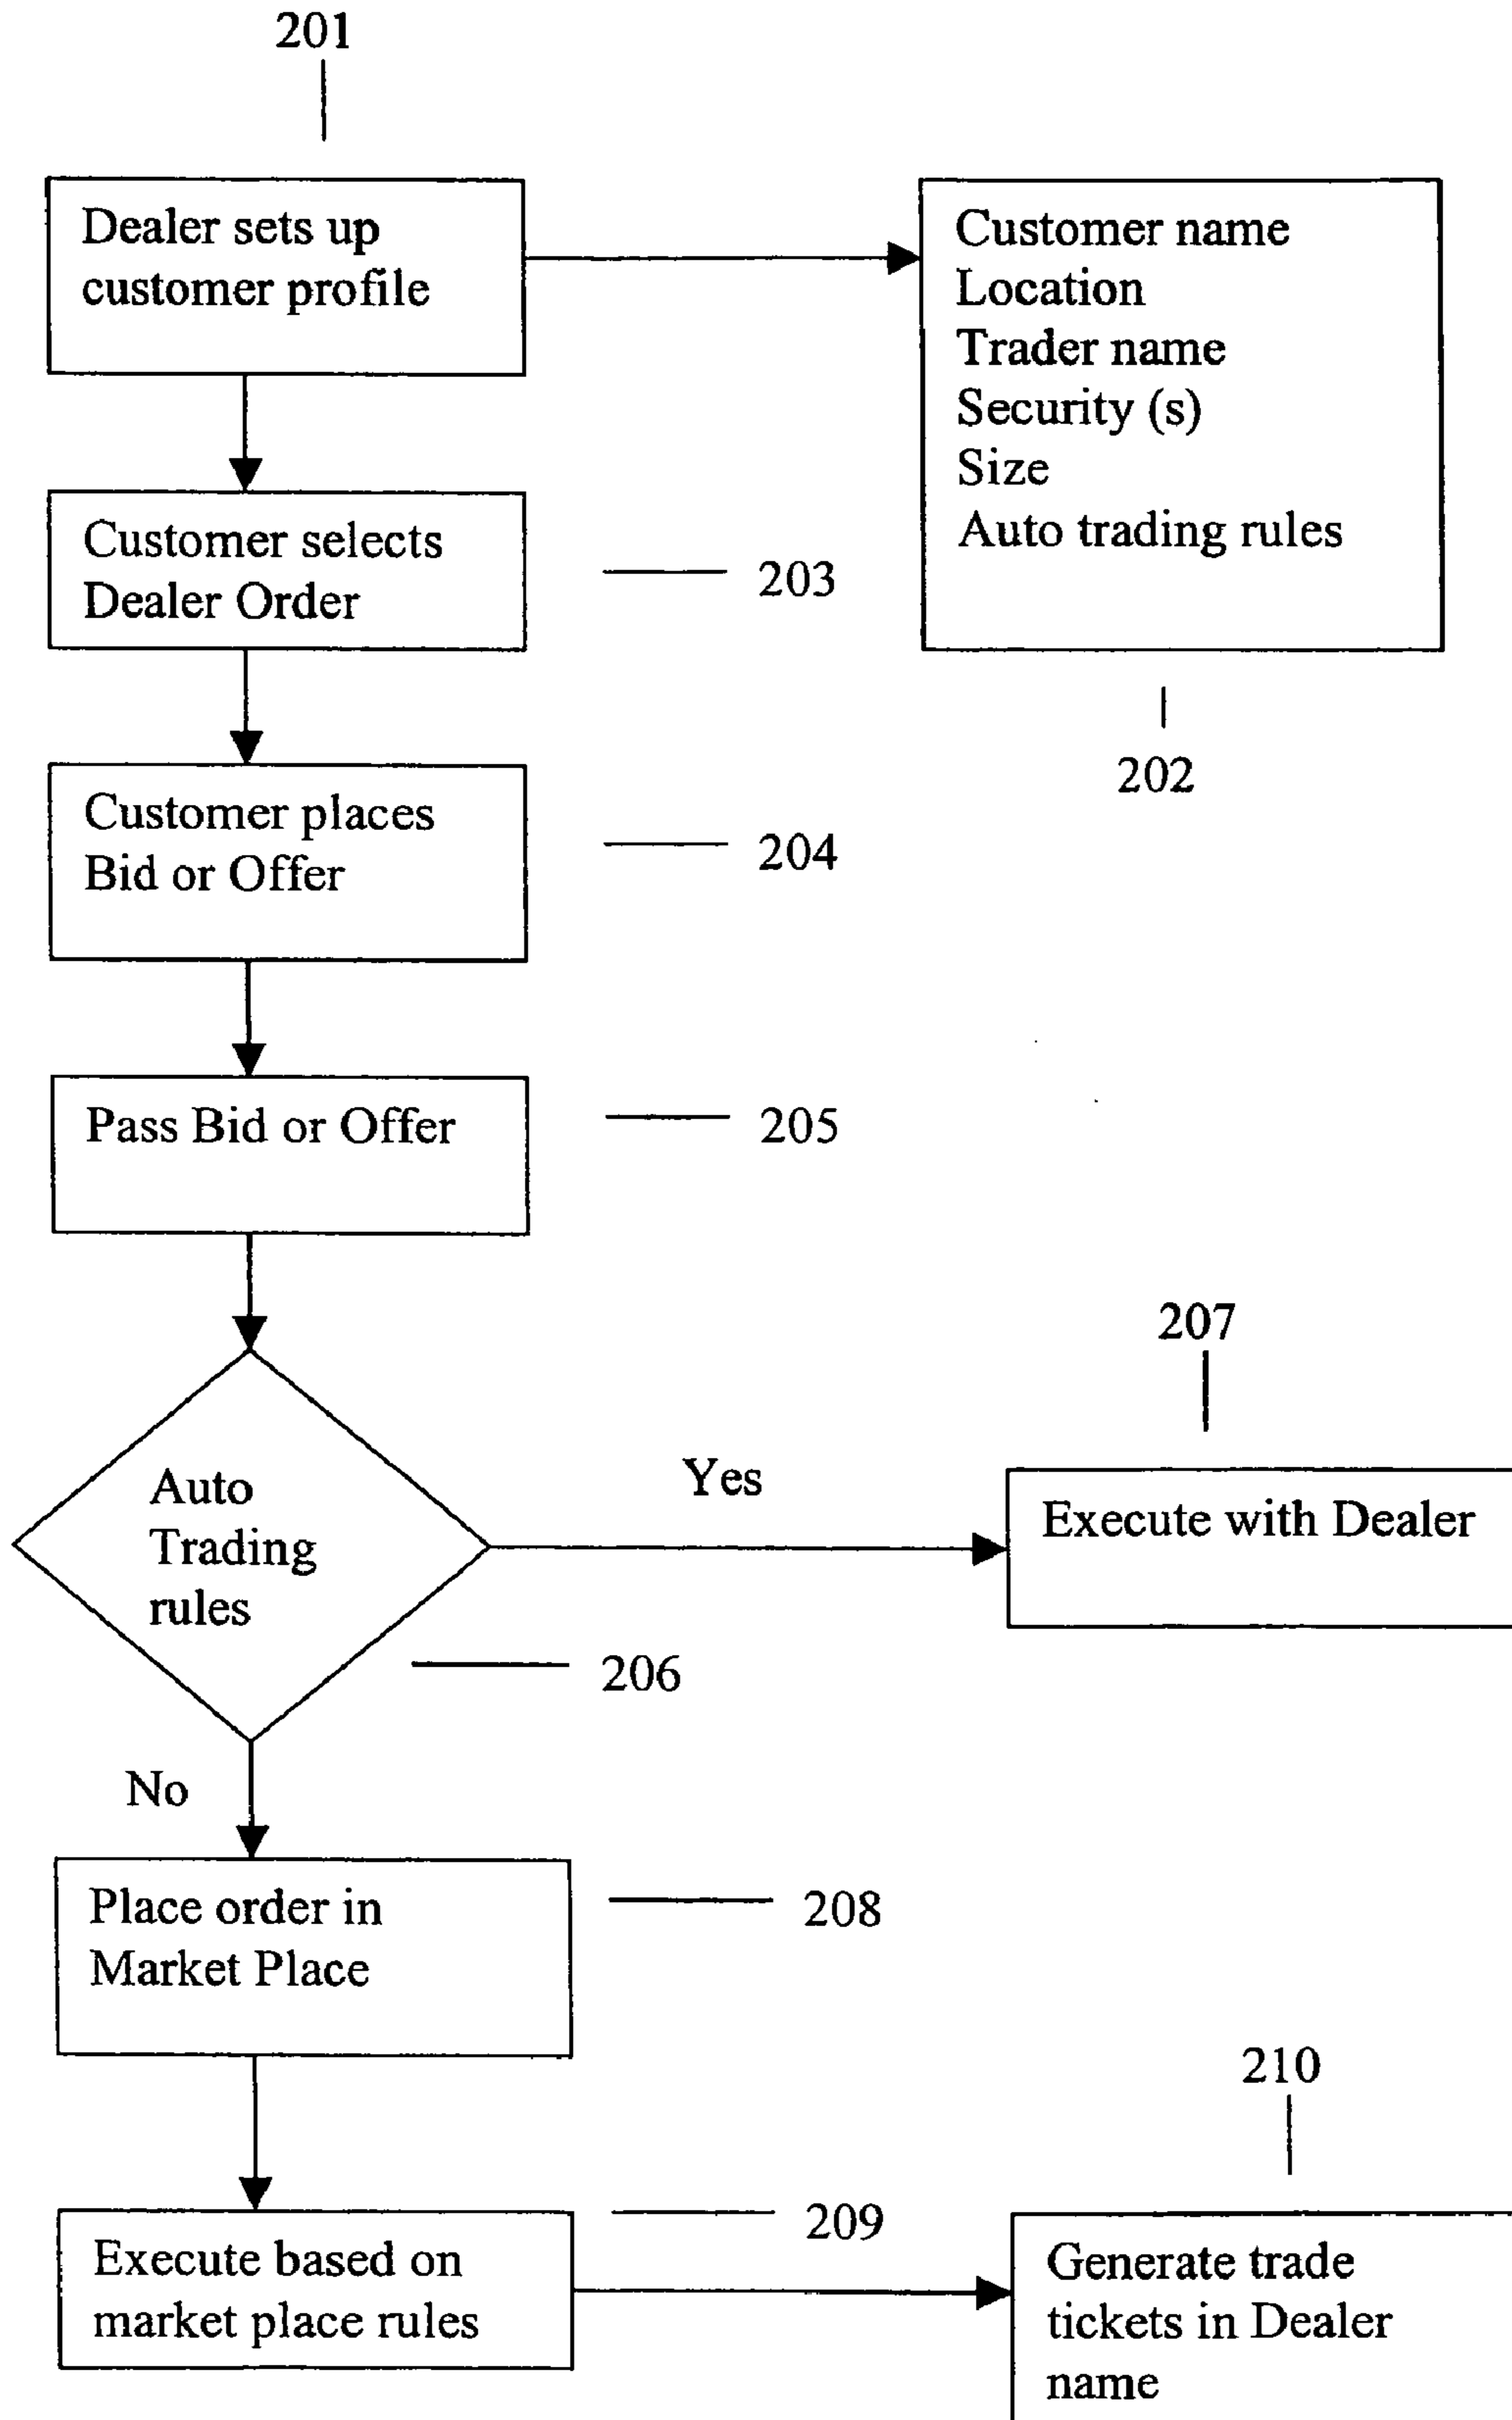 201
Dealer sets up
customer profile
Customer name
Location
Trader name
Security (s)
Size
Auto trading rules
202
Customer selects
Dealer Order
203
Customer places
Bid or Offer
204
Pass Bid or Offer
205
Auto
Trading
rules
206
Yes
207
Execute with Dealer
No
Place order in
Market Place
208
Execute based on
market place rules
209
210
Generate trade
tickets in Dealer
name